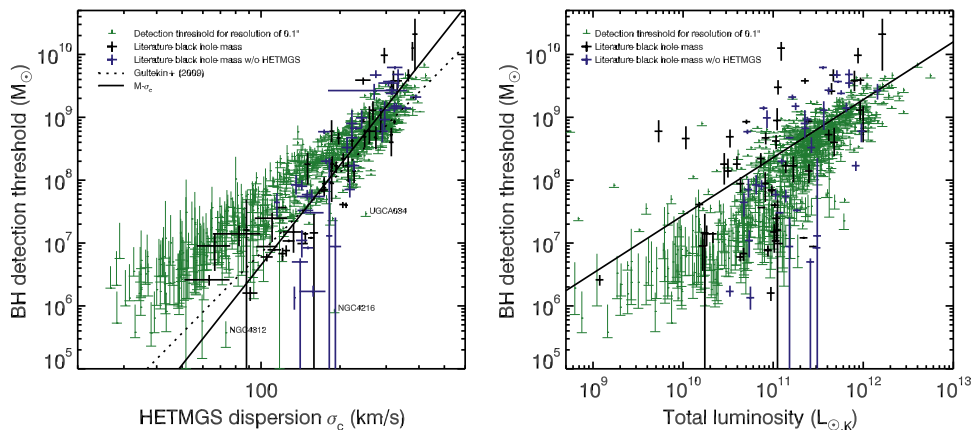 Detection threshold for resolution of 0.1"
Literature black hole mass
Literature black hole mass w/o HETMGS
Gultekin+ (2009)
M-σc
UGCA084
NGC4216
NGC4312
10^10
10^9
10^8
10^7
10^6
10^5
BH detection threshold (M⊙)
100
HETMGS dispersion σc (km/s)
Detection threshold for resolution of 0.1"
Literature black hole mass
Literature black hole mass w/o HETMGS
10^10
10^9
10^8
10^7
10^6
10^5
BH detection threshold (M⊙)
10^9 10^10 10^11 10^12 10^13
Total luminosity (L⊙,K)